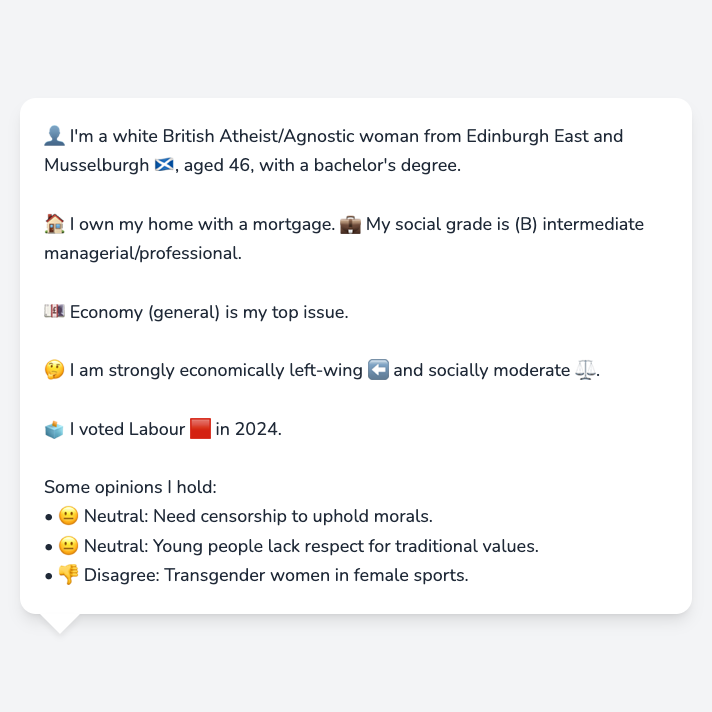 👤 I'm a white British Atheist/Agnostic woman from Edinburgh East and
Musselburgh 🏴󠁧󠁢󠁳󠁣󠁴󠁿, aged 46, with a bachelor's degree.
🏠 I own my home with a mortgage. 💼 My social grade is (B) intermediate
managerial/professional.
💷 Economy (general) is my top issue.
🤔 I am strongly economically left-wing ⬅️ and socially moderate ⚖️.
🗳️ I voted Labour 🟥 in 2024.
Some opinions I hold:
• 😐 Neutral: Need censorship to uphold morals.
• 😐 Neutral: Young people lack respect for traditional values.
• 👎 Disagree: Transgender women in female sports.